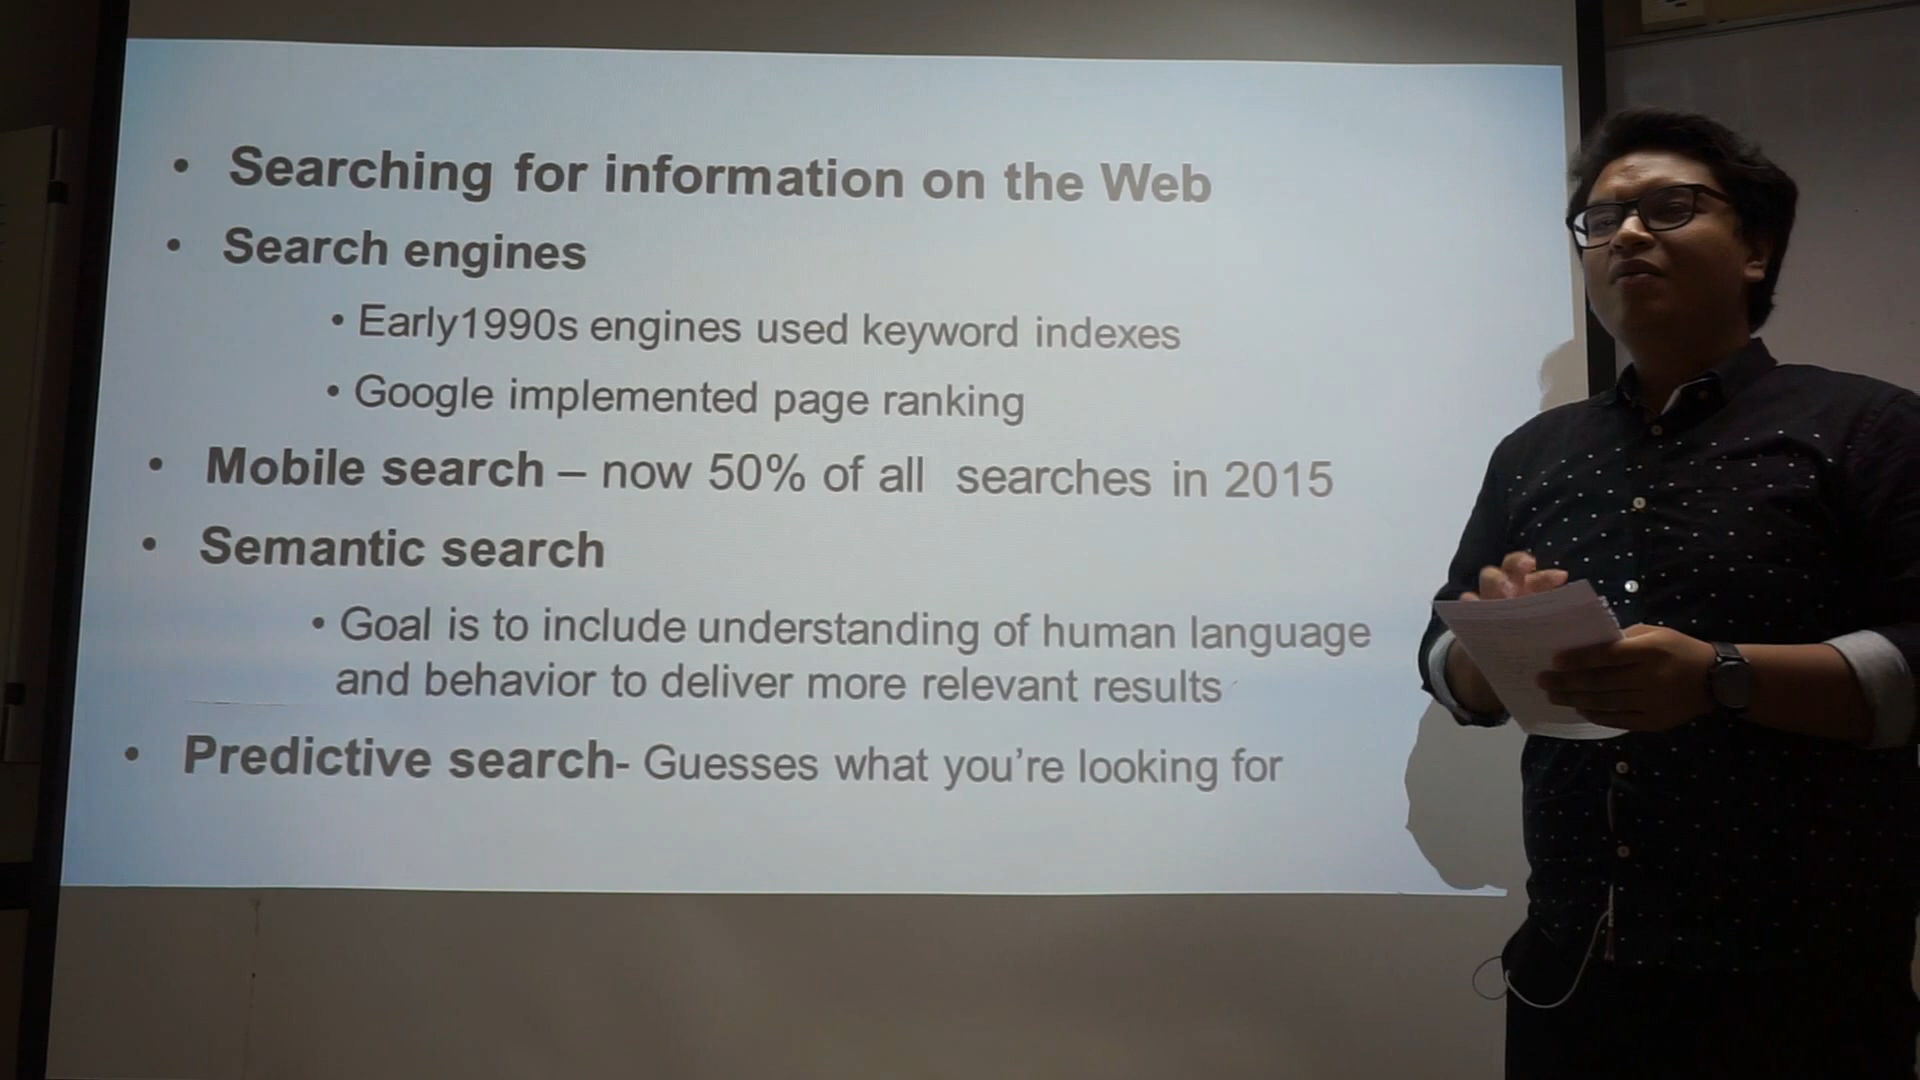 • Searching for information on the Web
• Search engines
• Early1990s engines used keyword indexes
• Google implemented page ranking
• Mobile search – now 50% of all searches in 2015
• Semantic search
• Goal is to include understanding of human language
and behavior to deliver more relevant results
• Predictive search- Guesses what you’re looking for